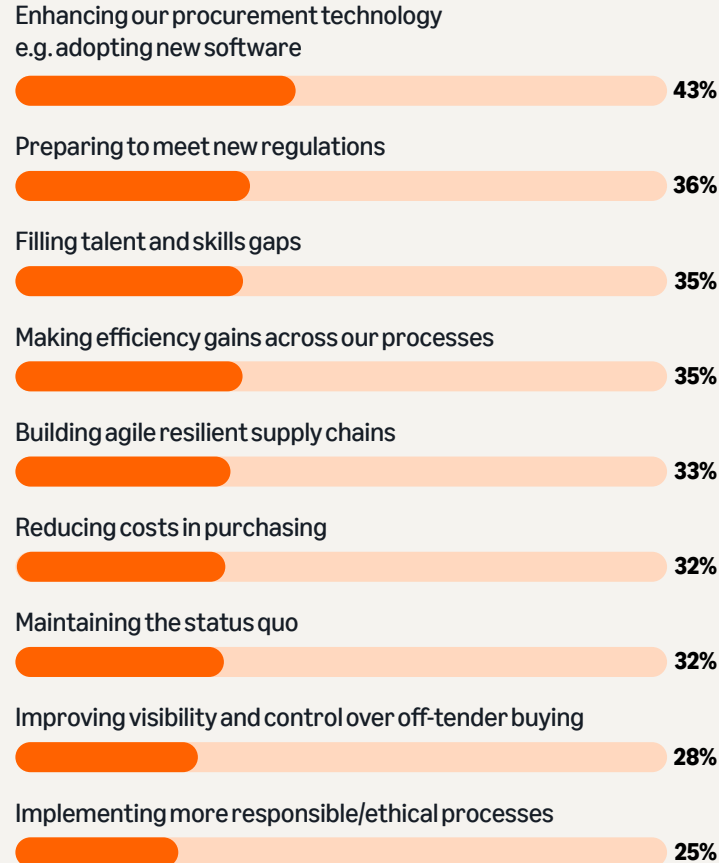 Enhancing our procurement technology
e.g. adopting new software
43%
Preparing to meet new regulations
36%
Filling talent and skills gaps
35%
Making efficiency gains across our processes
35%
Building agile resilient supply chains
33%
Reducing costs in purchasing
32%
Maintaining the status quo
32%
Improving visibility and control over off-tender buying
28%
Implementing more responsible/ethical processes
25%